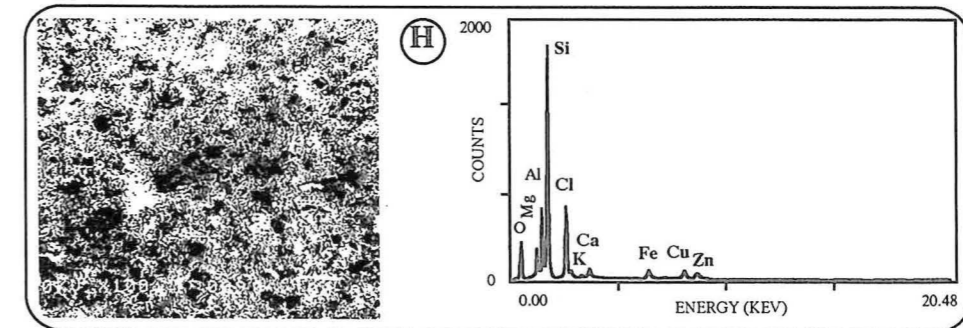 H
2000
COUNTS
0
Si
Al
Mg
O
Cl
Ca
K
Fe
Cu
Zn
0.00
20.48
ENERGY (KEV)